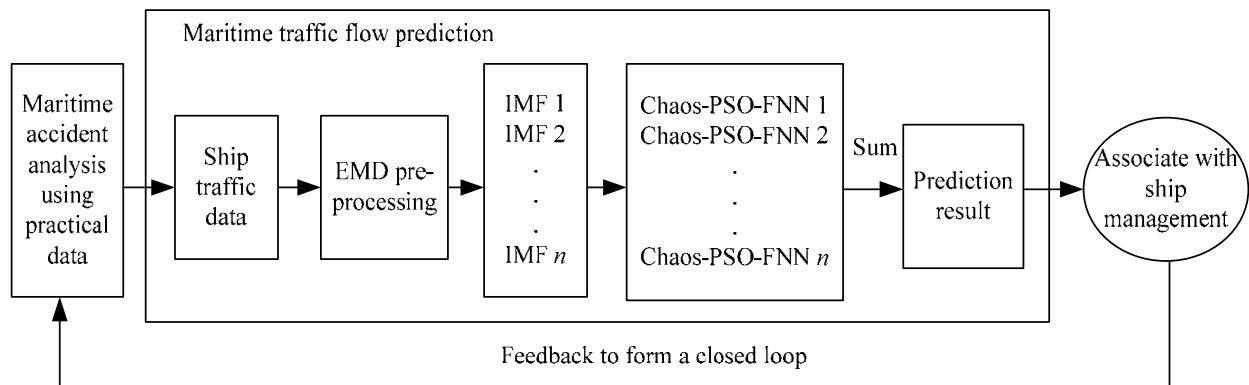 Maritime traffic flow prediction
Maritime
accident
analysis
using
practical
data
Ship
traffic
data
EMD pre-
processing
IMF 1
IMF 2
.
.
.
IMF n
Chaos-PSO-FNN 1
Chaos-PSO-FNN 2
.
.
.
Chaos-PSO-FNN n
Sum
Prediction
result
Associate with
ship
management
Feedback to form a closed loop